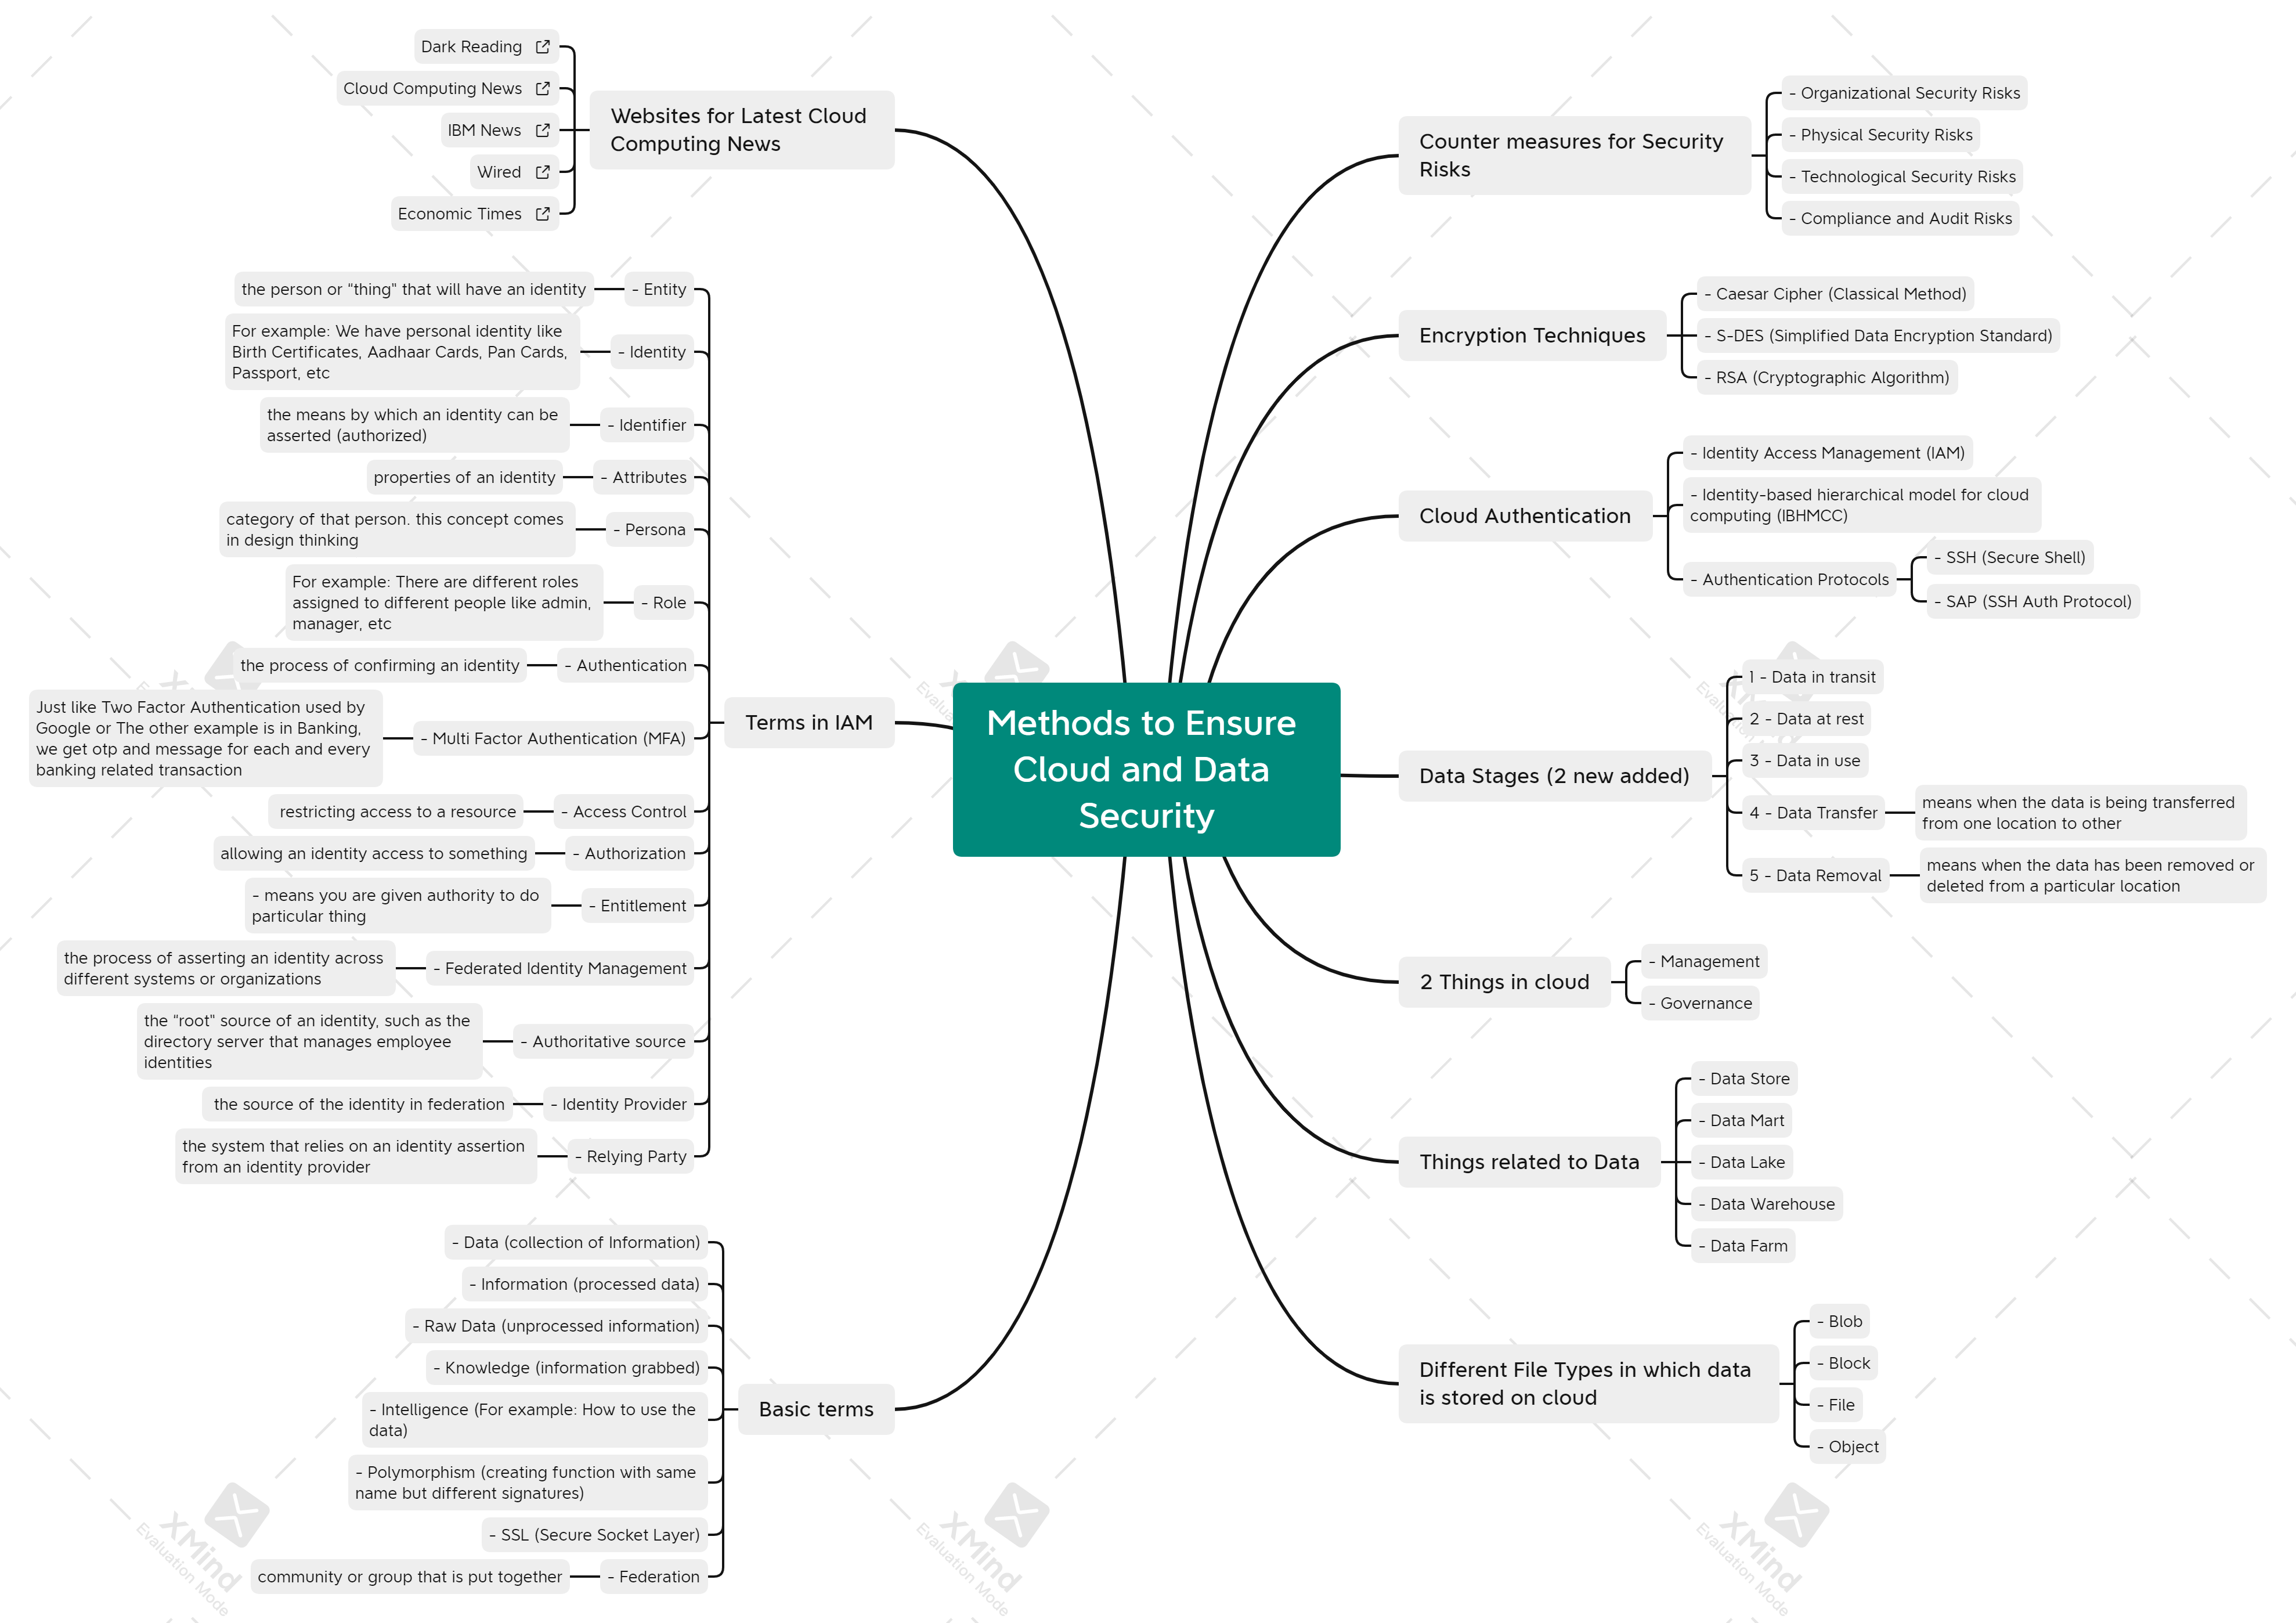 Methods to Ensure
Cloud and Data
Security
Counter measures for Security
Risks
- Organizational Security Risks
- Physical Security Risks
- Technological Security Risks
- Compliance and Audit Risks
Encryption Techniques
- Caesar Cipher (Classical Method)
- S-DES (Simplified Data Encryption Standard)
- RSA (Cryptographic Algorithm)
Cloud Authentication
- Identity Access Management (IAM)
- Identity-based hierarchical model for cloud
computing (IBHMCC)
- Authentication Protocols
- SSH (Secure Shell)
- SAP (SSH Auth Protocol)
Data Stages (2 new added)
1 - Data in transit
2 - Data at rest
3 - Data in use
4 - Data Transfer
means when the data is being transferred
from one location to other
5 - Data Removal
means when the data has been removed or
deleted from a particular location
2 Things in cloud
- Management
- Governance
Things related to Data
- Data Store
- Data Mart
- Data Lake
- Data Warehouse
- Data Farm
Different File Types in which data
is stored on cloud
- Blob
- Block
- File
- Object
Websites for Latest Cloud
Computing News
Dark Reading
Cloud Computing News
IBM News
Wired
Economic Times
Terms in IAM
- Entity
the person or "thing" that will have an identity
- Identity
For example: We have personal identity like
Birth Certificates, Aadhaar Cards, Pan Cards,
Passport, etc
- Identifier
the means by which an identity can be
asserted (authorized)
- Attributes
properties of an identity
- Persona
category of that person. this concept comes
in design thinking
- Role
For example: There are different roles
assigned to different people like admin,
manager, etc
- Authentication
the process of confirming an identity
- Multi Factor Authentication (MFA)
Just like Two Factor Authentication used by
Google or The other example is in Banking,
we get otp and message for each and every
banking related transaction
- Access Control
restricting access to a resource
- Authorization
allowing an identity access to something
- Entitlement
- means you are given authority to do
particular thing
- Federated Identity Management
the process of asserting an identity across
different systems or organizations
- Authoritative source
the "root" source of an identity, such as the
directory server that manages employee
identities
- Identity Provider
the source of the identity in federation
- Relying Party
the system that relies on an identity assertion
from an identity provider
Basic terms
- Data (collection of Information)
- Information (processed data)
- Raw Data (unprocessed information)
- Knowledge (information grabbed)
- Intelligence (For example: How to use the
data)
- Polymorphism (creating function with same
name but different signatures)
- SSL (Secure Socket Layer)
- Federation
community or group that is put together
XMind
Evaluation Mode
XMind
Evaluation Mode
XMind
Evaluation Mode